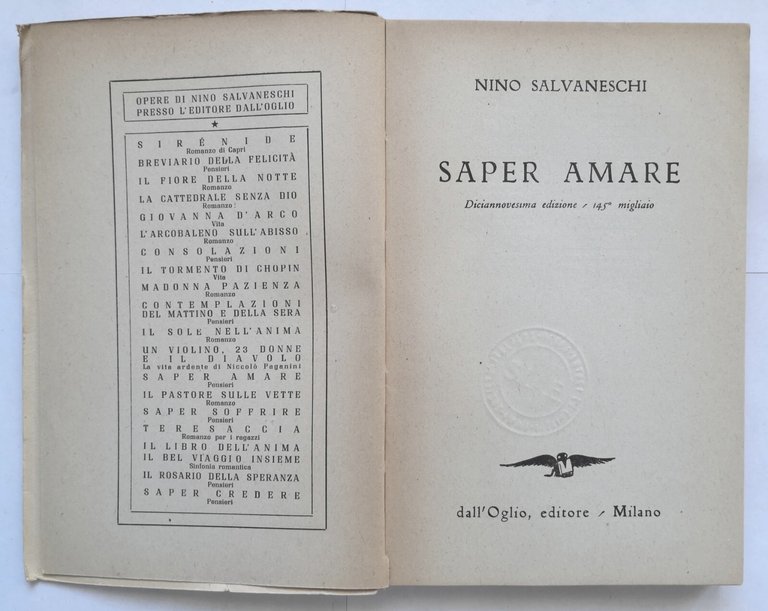 OPERE DI NINO SALVANESCHI
PRESSO L'EDITORE DALL'OGLIO
★
SIRÉNIDE
Romanzo di Capri
BREVIARIO DELLA FELICITÀ
Pensieri
IL FIORE DELLA NOTTE
Romanzo
LA CATTEDRALE SENZA DIO
Romanzo
GIOVANNA D'ARCO
Vita
L'ARCOBALENO SULL'ABISSO
Romanzo
CONSOLAZIONI
Pensieri
IL TORMENTO DI CHOPIN
Vita
MADONNA PAZIENZA
Romanzo
CONTEMPLAZIONI
DEL MATTINO E DELLA SERA
Pensieri
IL SOLE NELL'ANIMA
Romanzo
UN VIOLINO, 23 DONNE
E IL DIAVOLO
La vita ardente di Niccolò Paganini
SAPER AMARE
Pensieri
IL PASTORE SULLE VETTE
Romanzo
SAPER SOFFRIRE
Pensieri
TERESACCIA
Romanzo per i ragazzi
IL LIBRO DELL'ANIMA
IL BEL VIAGGIO INSIEME
Sinfonia romantica
IL ROSARIO DELLA SPERANZA
Pensieri
SAPER CREDERE
Pensieri
NINO SALVANESCHI
SAPER AMARE
Diciannovesima edizione - 145° migliaio
dall'Oglio, editore - Milano